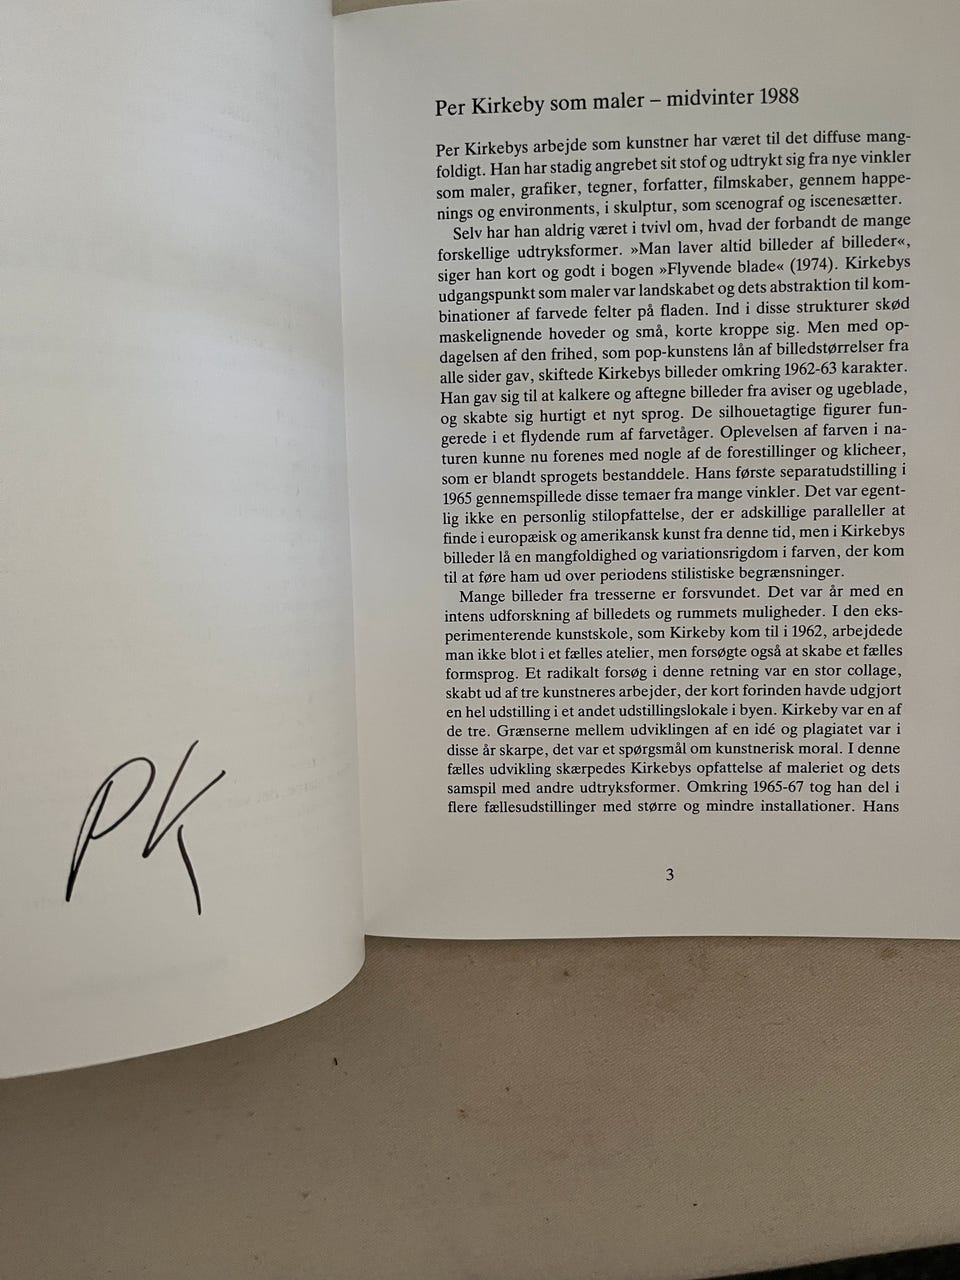 PK
Per Kirkeby som maler – midvinter 1988
Per Kirkebys arbejde som kunstner har været til det diffuse mang-
foldigt. Han har stadig angrebet sit stof og udtrykt sig fra nye vinkler
som maler, grafiker, tegner, forfatter, filmskaber, gennem happe-
nings og environments, i skulptur, som scenograf og iscenesætter.
Selv har han aldrig været i tvivl om, hvad der forbandt de mange
forskellige udtryksformer. »Man laver altid billeder af billeder«,
siger han kort og godt i bogen »Flyvende blade« (1974). Kirkebys
udgangspunkt som maler var landskabet og dets abstraktion til kom-
binationer af farvede felter på fladen. Ind i disse strukturer skød
maskelignende hoveder og små, korte kroppe sig. Men med op-
dagelsen af den frihed, som pop-kunstens lån af billedstørrelser fra
alle sider gav, skiftede Kirkebys billeder omkring 1962-63 karakter.
Han gav sig til at kalkere og aftegne billeder fra aviser og ugeblade,
og skabte sig hurtigt et nyt sprog. De silhouetagtige figurer fun-
gerede i et flydende rum af farvetåger. Oplevelsen af farven i na-
turen kunne nu forenes med nogle af de forestillinger og klicheer,
som er blandt sprogets bestanddele. Hans første separatudstilling i
1965 gennemspillede disse temaer fra mange vinkler. Det var egent-
lig ikke en personlig stilopfattelse, der er adskillige paralleller at
finde i europæisk og amerikansk kunst fra denne tid, men i Kirkebys
billeder lå en mangfoldighed og variationsrigdom i farven, der kom
til at føre ham ud over periodens stilistiske begrænsninger.
Mange billeder fra tresserne er forsvundet. Det var år med en
intens udforskning af billedets og rummets muligheder. I den eks-
perimenterende kunstskole, som Kirkeby kom til i 1962, arbejdede
man ikke blot i et fælles atelier, men forsøgte også at skabe et fælles
formsprog. Et radikalt forsøg i denne retning var en stor collage,
skabt ud af tre kunstneres arbejder, der kort forinden havde udgjort
en hel udstilling i et andet udstillingslokale i byen. Kirkeby var en af
de tre. Grænserne mellem udviklingen af en idé og plagiatet var i
disse år skarpe, det var et spørgsmål om kunstnerisk moral. I denne
fælles udvikling skærpedes Kirkebys opfattelse af maleriet og dets
samspil med andre udtryksformer. Omkring 1965-67 tog han del i
flere fællesudstillinger med større og mindre installationer. Hans
3